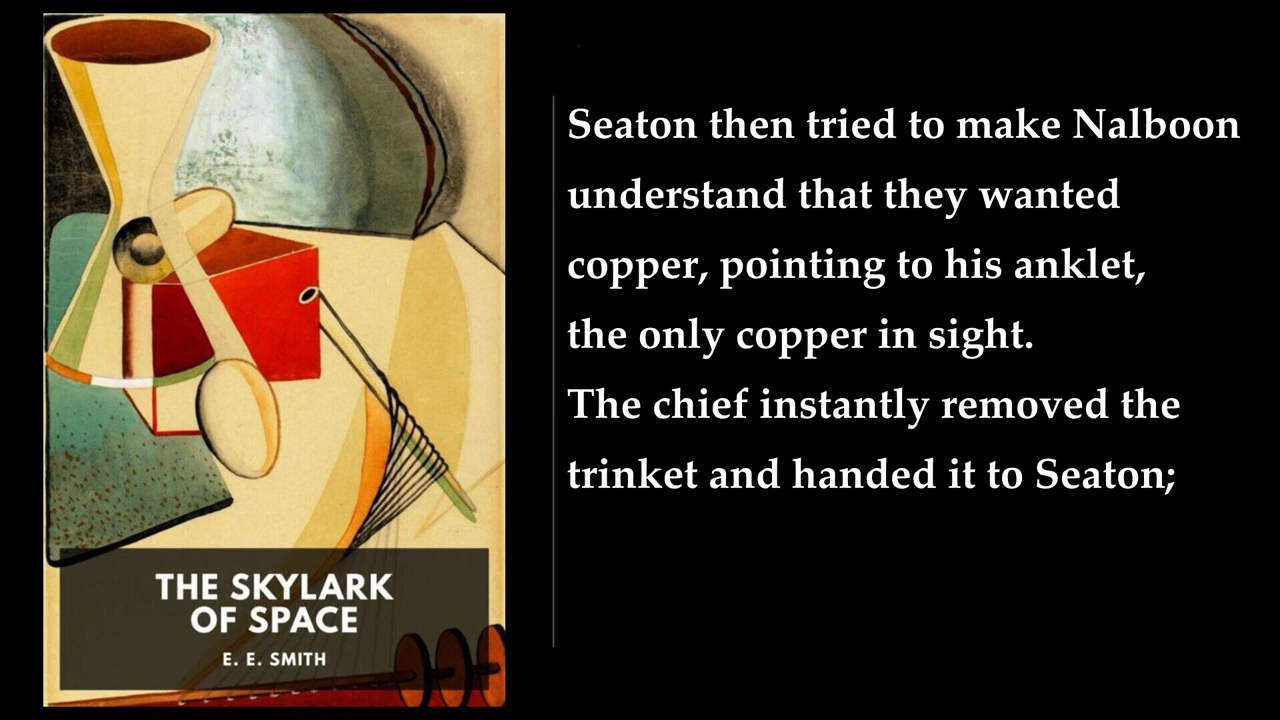 THE SKYLARK
OF SPACE
E. E. SMITH
Seaton then tried to make Nalboon
understand that they wanted
copper, pointing to his anklet,
the only copper in sight.
The chief instantly removed the
trinket and handed it to Seaton;